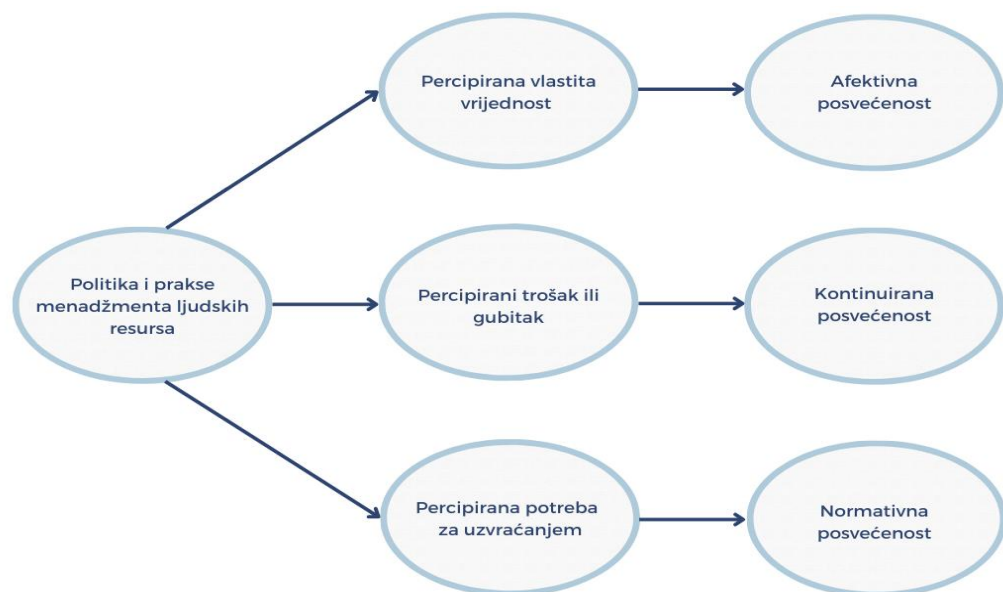 Percipirana vlastita
vrijednost
Afektivna
posvećenost
Politika i prakse
menadžmenta ljudskih
resursa
Percipirani trošak ili
gubitak
Kontinuirana
posvećenost
Percipirana potreba
za uzvraćanjem
Normativna
posvećenost